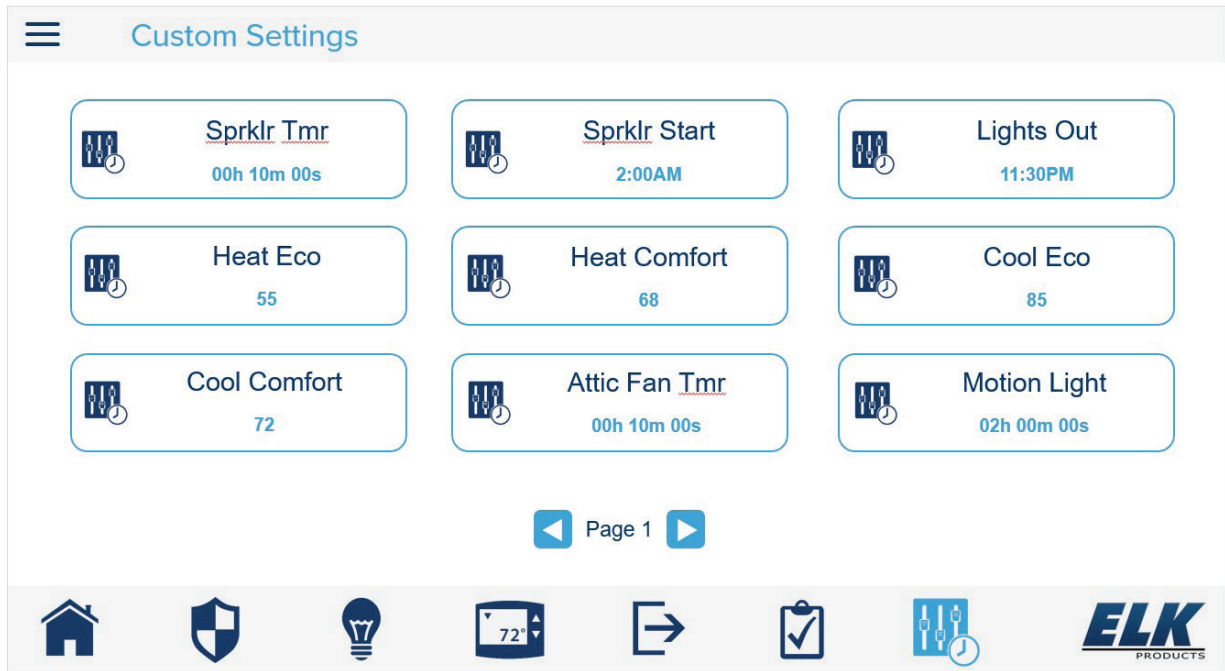 Custom Settings
Sprklr Tmr
00h 10m 00s
Sprklr Start
2:00AM
Lights Out
11:30PM
Heat Eco
55
Heat Comfort
68
Cool Eco
85
Cool Comfort
72
Attic Fan Tmr
00h 10m 00s
Motion Light
02h 00m 00s
Page 1
72°
ELK
PRODUCTS